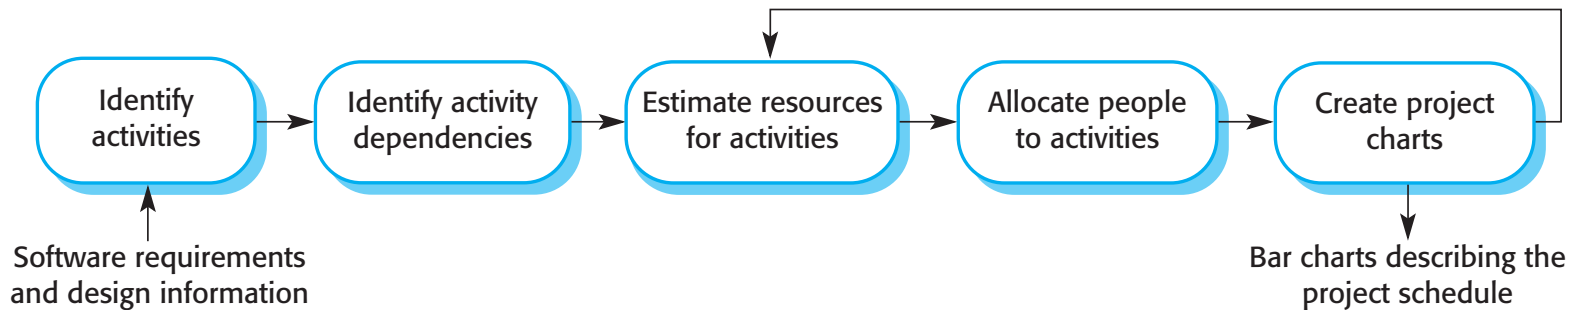 Identify
activities
Identify activity
dependencies
Estimate resources
for activities
Allocate people
to activities
Create project
charts
Software requirements
and design information
Bar charts describing the
project schedule